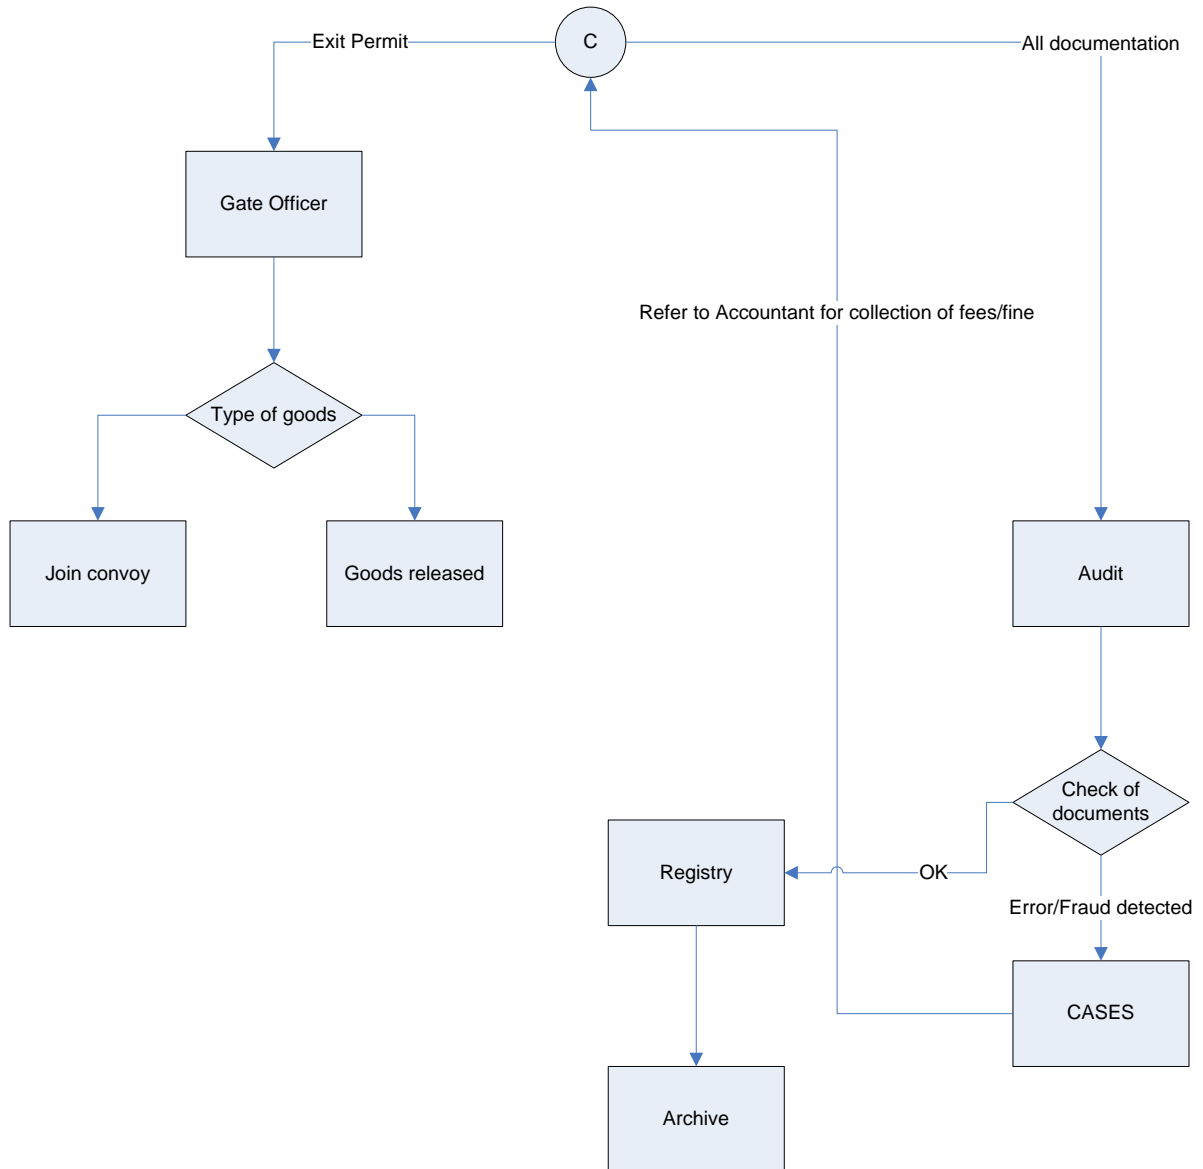 Exit Permit
C
All documentation
Gate Officer
Refer to Accountant for collection of fees/fine
Type of goods
Join convoy
Goods released
Audit
Check of
documents
Registry
OK
Error/Fraud detected
CASES
Archive